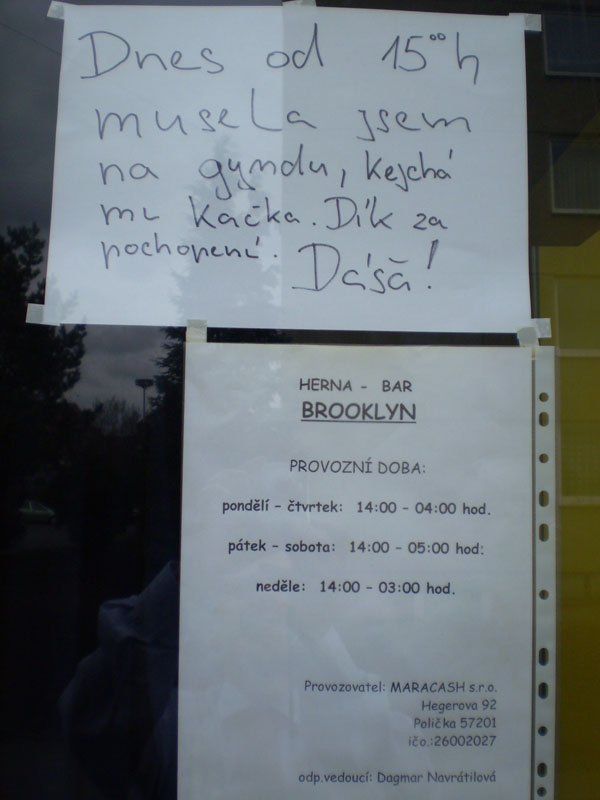 Dnes od 15⁰⁰h
musela jsem
na gyndu, kejchá
mi kačka. Dík za
pochopení. Dáša!
HERNA - BAR
BROOKLYN
PROVOZNÍ DOBA:
pondělí - čtvrtek: 14:00 - 04:00 hod.
pátek - sobota: 14:00 - 05:00 hod:
neděle: 14:00 - 03:00 hod.
Provozovatel: MARACASH s.r.o.
Hegerova 92
Polička 57201
ičo.:26002027
odp.vedoucí: Dagmar Navrátilová